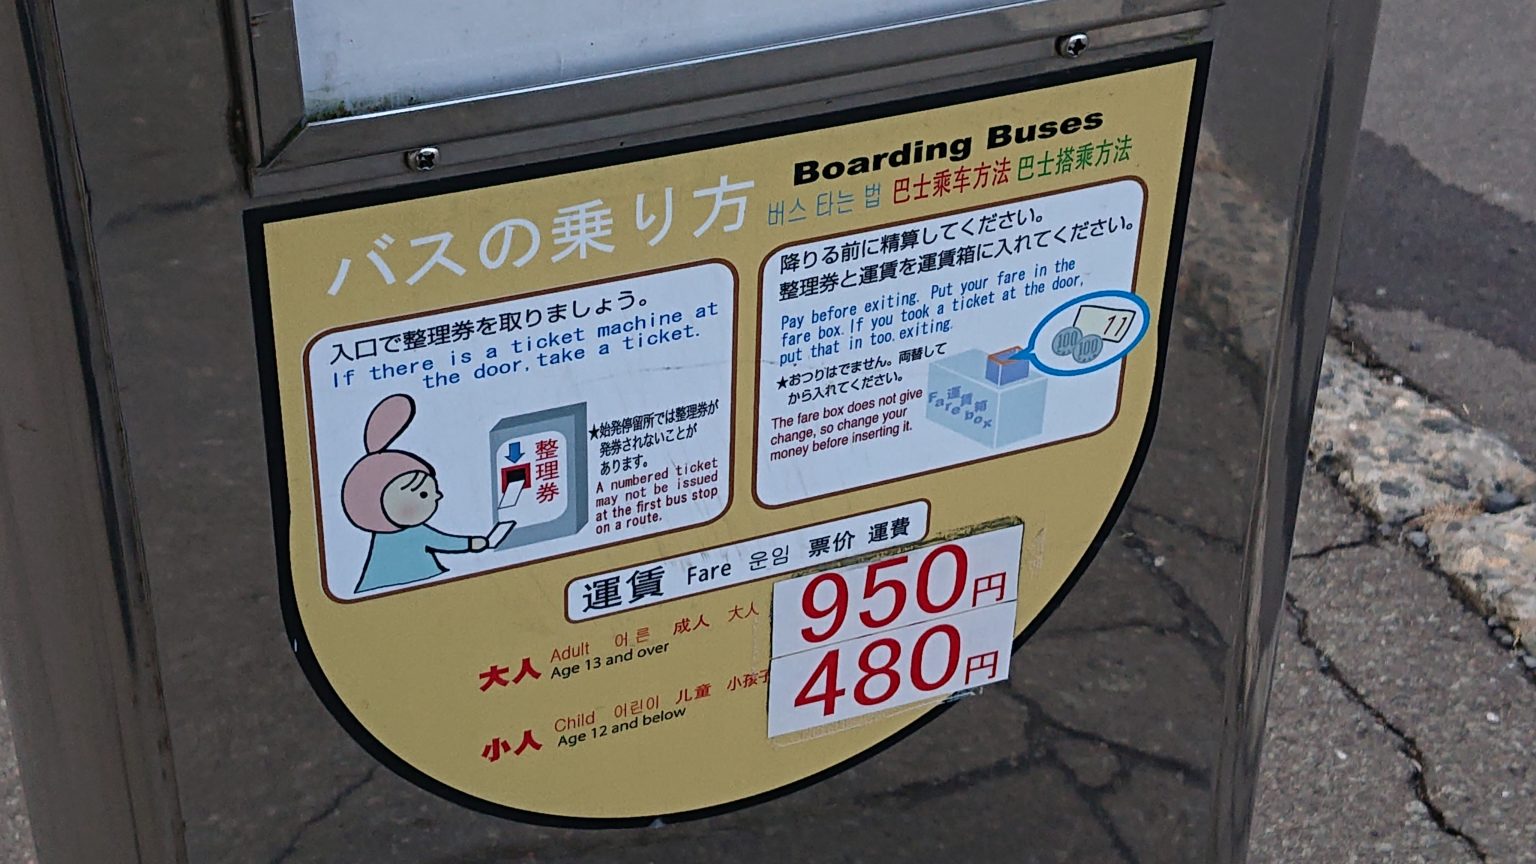 バスの乗り方
Boarding Buses
버스 타는 법 巴士乘车方法 巴士搭乘方法
入口で整理券を取りましょう。
If there is a ticket machine at
the door, take a ticket.
整理券
★始発停留所では整理券が
発券されないことが
あります。
A numbered ticket
may not be issued
at the first bus stop
on a route.
降りる前に精算してください。
整理券と運賃を運賃箱に入れてください。
Pay before exiting. Put your fare in the
fare box. If you took a ticket at the door,
put that in too exiting.
★おつりはでません。両替して
から入れてください。
The fare box does not give
change, so change your
money before inserting it.
11
100
100
運賃箱
Fare box
運賃 Fare 운임 票价 運費
大人 Adult 어른 成人 大人
Age 13 and over
950円
小人 Child 어린이 儿童 小孩子
Age 12 and below
480円